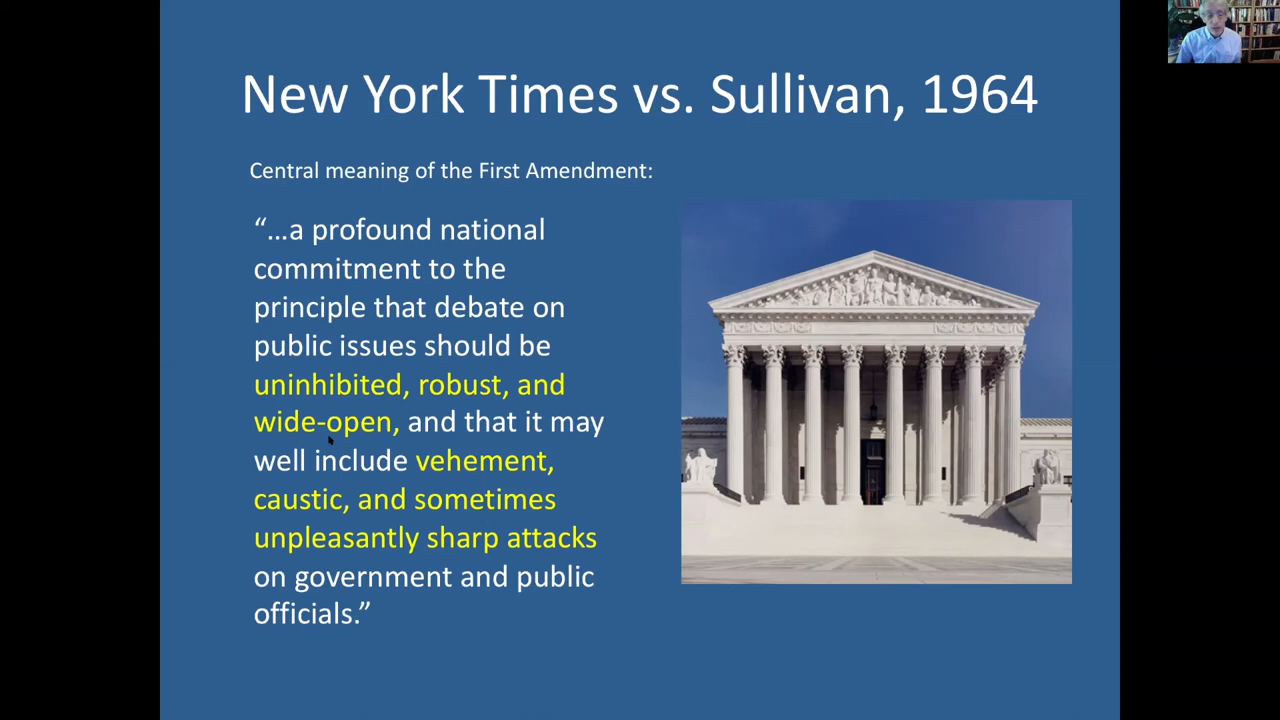 New York Times vs. Sullivan, 1964
Central meaning of the First Amendment:
“…a profound national
commitment to the
principle that debate on
public issues should be
uninhibited, robust, and
wide-open, and that it may
well include vehement,
caustic, and sometimes
unpleasantly sharp attacks
on government and public
officials.”